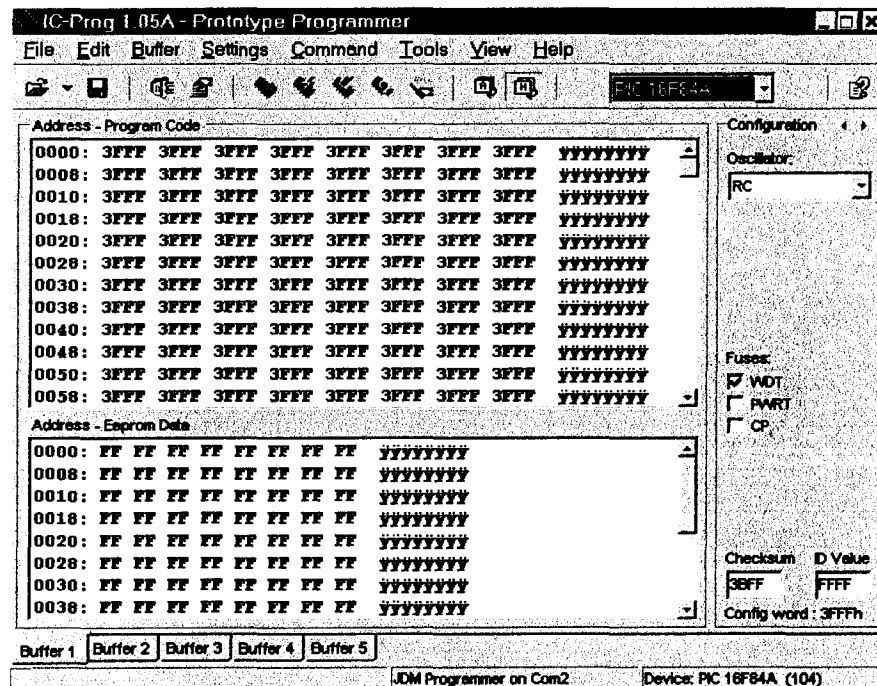 IC-Prog 1.05A - Prototype Programmer
File Edit Buffer Settings Command Tools View Help
PIC 16F84A
Address - Program Code
0000: 3FFF 3FFF 3FFF 3FFF 3FFF 3FFF 3FFF 3FFF ÿÿÿÿÿÿÿÿ
0008: 3FFF 3FFF 3FFF 3FFF 3FFF 3FFF 3FFF 3FFF ÿÿÿÿÿÿÿÿ
0010: 3FFF 3FFF 3FFF 3FFF 3FFF 3FFF 3FFF 3FFF ÿÿÿÿÿÿÿÿ
0018: 3FFF 3FFF 3FFF 3FFF 3FFF 3FFF 3FFF 3FFF ÿÿÿÿÿÿÿÿ
0020: 3FFF 3FFF 3FFF 3FFF 3FFF 3FFF 3FFF 3FFF ÿÿÿÿÿÿÿÿ
0028: 3FFF 3FFF 3FFF 3FFF 3FFF 3FFF 3FFF 3FFF ÿÿÿÿÿÿÿÿ
0030: 3FFF 3FFF 3FFF 3FFF 3FFF 3FFF 3FFF 3FFF ÿÿÿÿÿÿÿÿ
0038: 3FFF 3FFF 3FFF 3FFF 3FFF 3FFF 3FFF 3FFF ÿÿÿÿÿÿÿÿ
0040: 3FFF 3FFF 3FFF 3FFF 3FFF 3FFF 3FFF 3FFF ÿÿÿÿÿÿÿÿ
0048: 3FFF 3FFF 3FFF 3FFF 3FFF 3FFF 3FFF 3FFF ÿÿÿÿÿÿÿÿ
0050: 3FFF 3FFF 3FFF 3FFF 3FFF 3FFF 3FFF 3FFF ÿÿÿÿÿÿÿÿ
0058: 3FFF 3FFF 3FFF 3FFF 3FFF 3FFF 3FFF 3FFF ÿÿÿÿÿÿÿÿ
Address - Eeprom Data
0000: FF FF FF FF FF FF FF FF ÿÿÿÿÿÿÿÿ
0008: FF FF FF FF FF FF FF FF ÿÿÿÿÿÿÿÿ
0010: FF FF FF FF FF FF FF FF ÿÿÿÿÿÿÿÿ
0018: FF FF FF FF FF FF FF FF ÿÿÿÿÿÿÿÿ
0020: FF FF FF FF FF FF FF FF ÿÿÿÿÿÿÿÿ
0028: FF FF FF FF FF FF FF FF ÿÿÿÿÿÿÿÿ
0030: FF FF FF FF FF FF FF FF ÿÿÿÿÿÿÿÿ
0038: FF FF FF FF FF FF FF FF ÿÿÿÿÿÿÿÿ
Configuration
Oscillator:
RC
Fuses:
WDT
PWRT
CP
Checksum ID Value
3BFF FFFF
Config word : 3FFFh
Buffer 1 Buffer 2 Buffer 3 Buffer 4 Buffer 5
JDM Programmer on Com2 Device: PIC 16F84A (104)